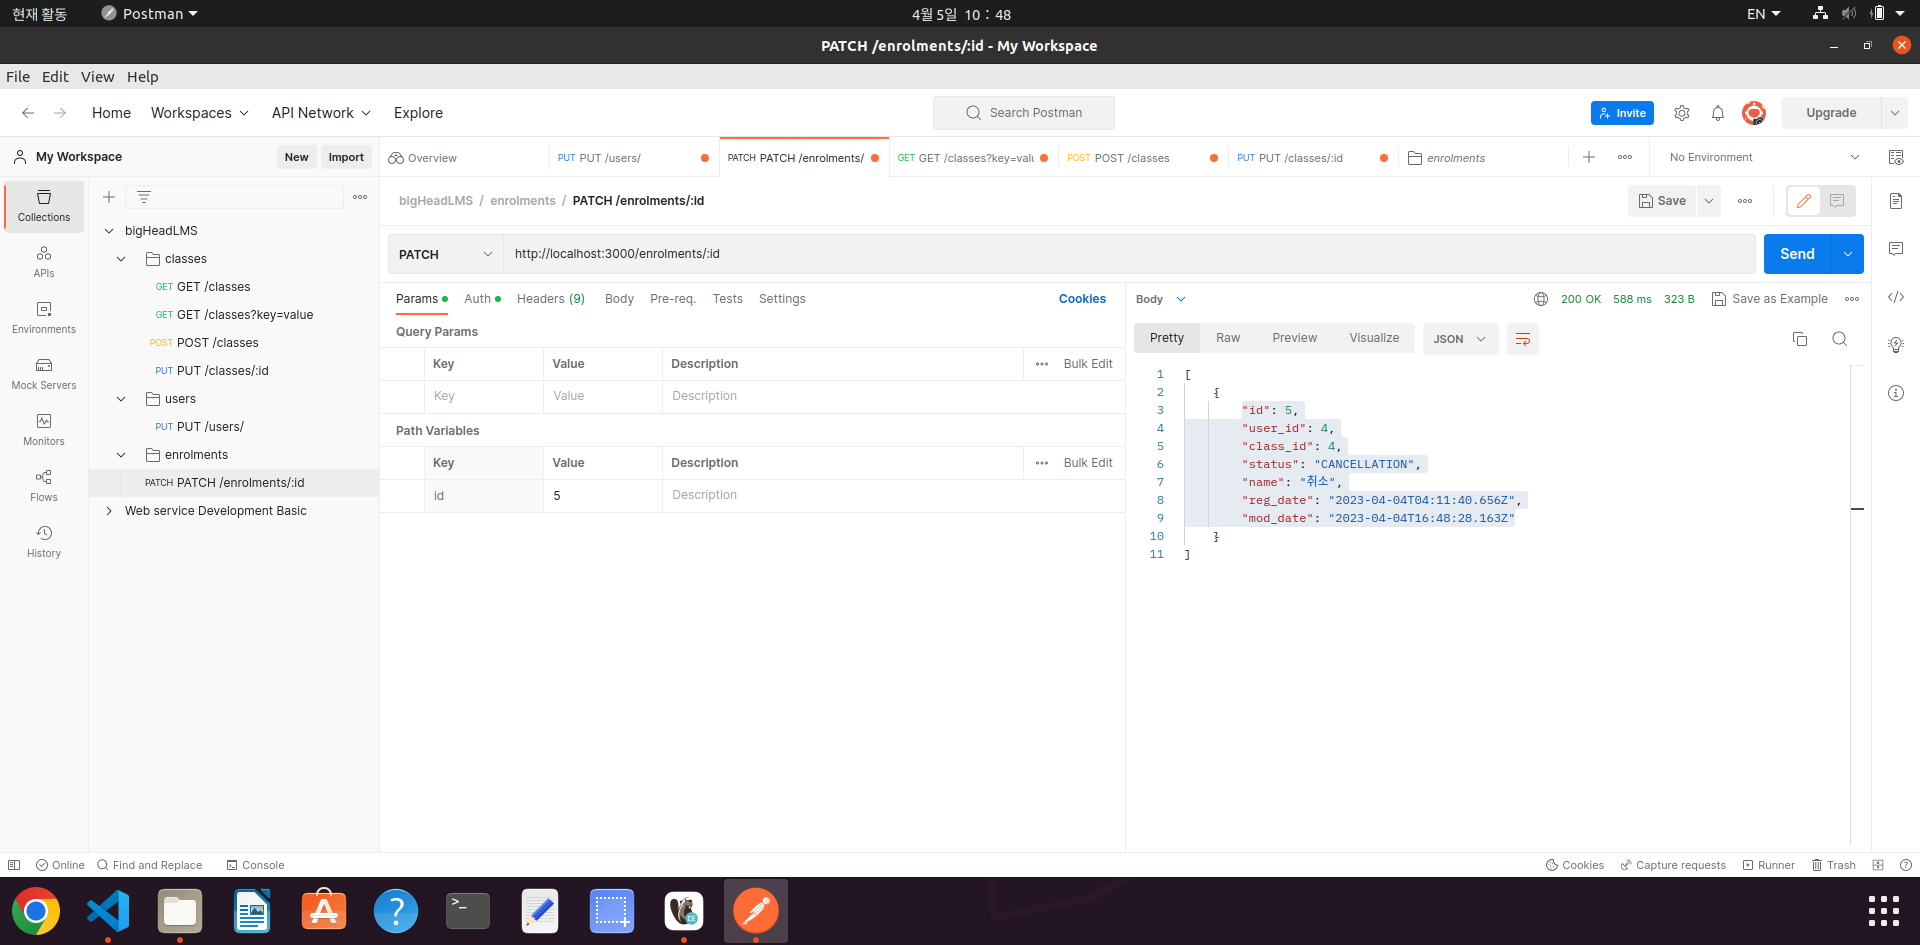 현재 활동
Postman
4월 5일 10 : 48
EN
PATCH /enrolments/:id - My Workspace
File Edit View Help
Home Workspaces API Network Explore
Search Postman
Invite
Upgrade
My Workspace
New Import
Overview
PUT PUT /users/
PATCH PATCH /enrolments/
GET GET /classes?key=valu
POST POST /classes
PUT PUT /classes/:id
enrolments
No Environment
Collections
APIs
Environments
Mock Servers
Monitors
Flows
History
bigHeadLMS
classes
GET GET /classes
GET GET /classes?key=value
POST POST /classes
PUT PUT /classes/:id
users
PUT PUT /users/
enrolments
PATCH PATCH /enrolments/:id
Web service Development Basic
bigHeadLMS / enrolments / PATCH /enrolments/:id
Save
PATCH
http://localhost:3000/enrolments/:id
Send
Params Auth Headers (9) Body Pre-req. Tests Settings
Cookies
Query Params
Key Value Description Bulk Edit
Key Value Description
Path Variables
Key Value Description Bulk Edit
id 5 Description
Body
200 OK 588 ms 323 B Save as Example
Pretty Raw Preview Visualize JSON
1 [
2 {
3 "id": 5,
4 "user_id": 4,
5 "class_id": 4,
6 "status": "CANCELLATION",
7 "name": "취소",
8 "reg_date": "2023-04-04T04:11:40.656Z",
9 "mod_date": "2023-04-04T16:48:28.163Z"
10 }
11 ]
Online Find and Replace Console
Cookies Capture requests Runner Trash